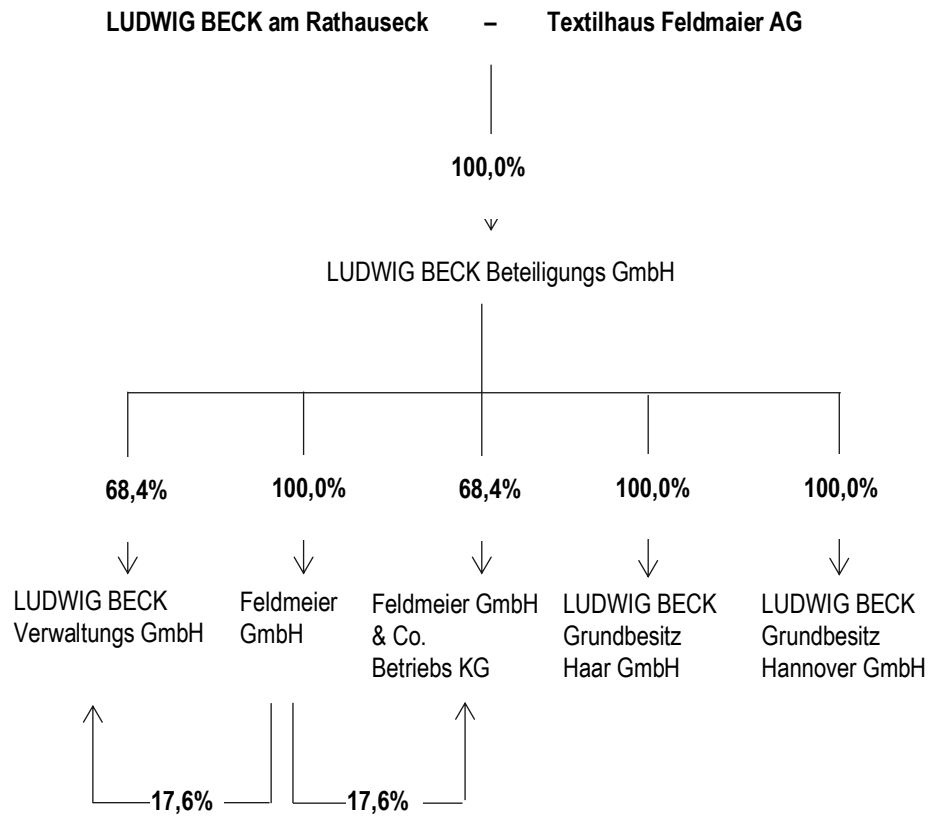 LUDWIG BECK am Rathauseck – Textilhaus Feldmaier AG
100,0%
LUDWIG BECK Beteiligungs GmbH
68,4% 100,0% 68,4% 100,0% 100,0%
LUDWIG BECK
Verwaltungs GmbH
Feldmeier
GmbH
Feldmeier GmbH
& Co.
Betriebs KG
LUDWIG BECK
Grundbesitz
Haar GmbH
LUDWIG BECK
Grundbesitz
Hannover GmbH
17,6% 17,6%